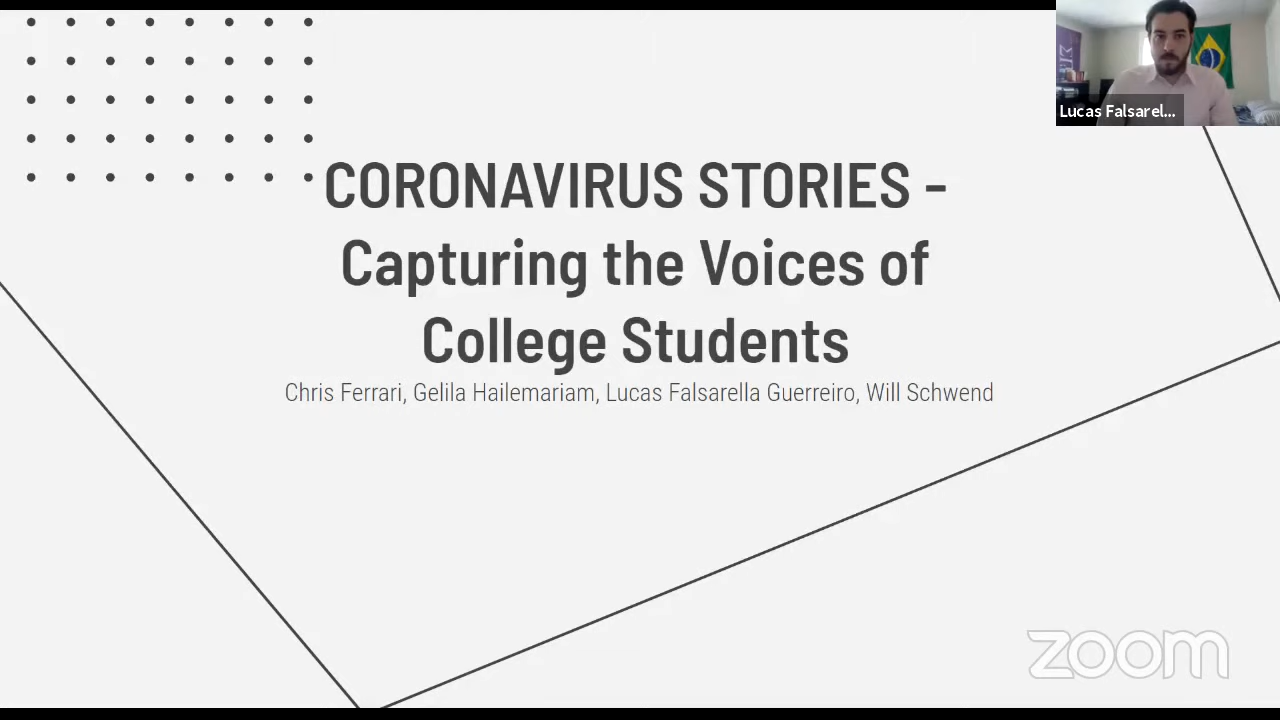 Lucas Falsarel...
CORONAVIRUS STORIES -
Capturing the Voices of
College Students
Chris Ferrari, Gelila Hailemariam, Lucas Falsarella Guerreiro, Will Schwend
zoom